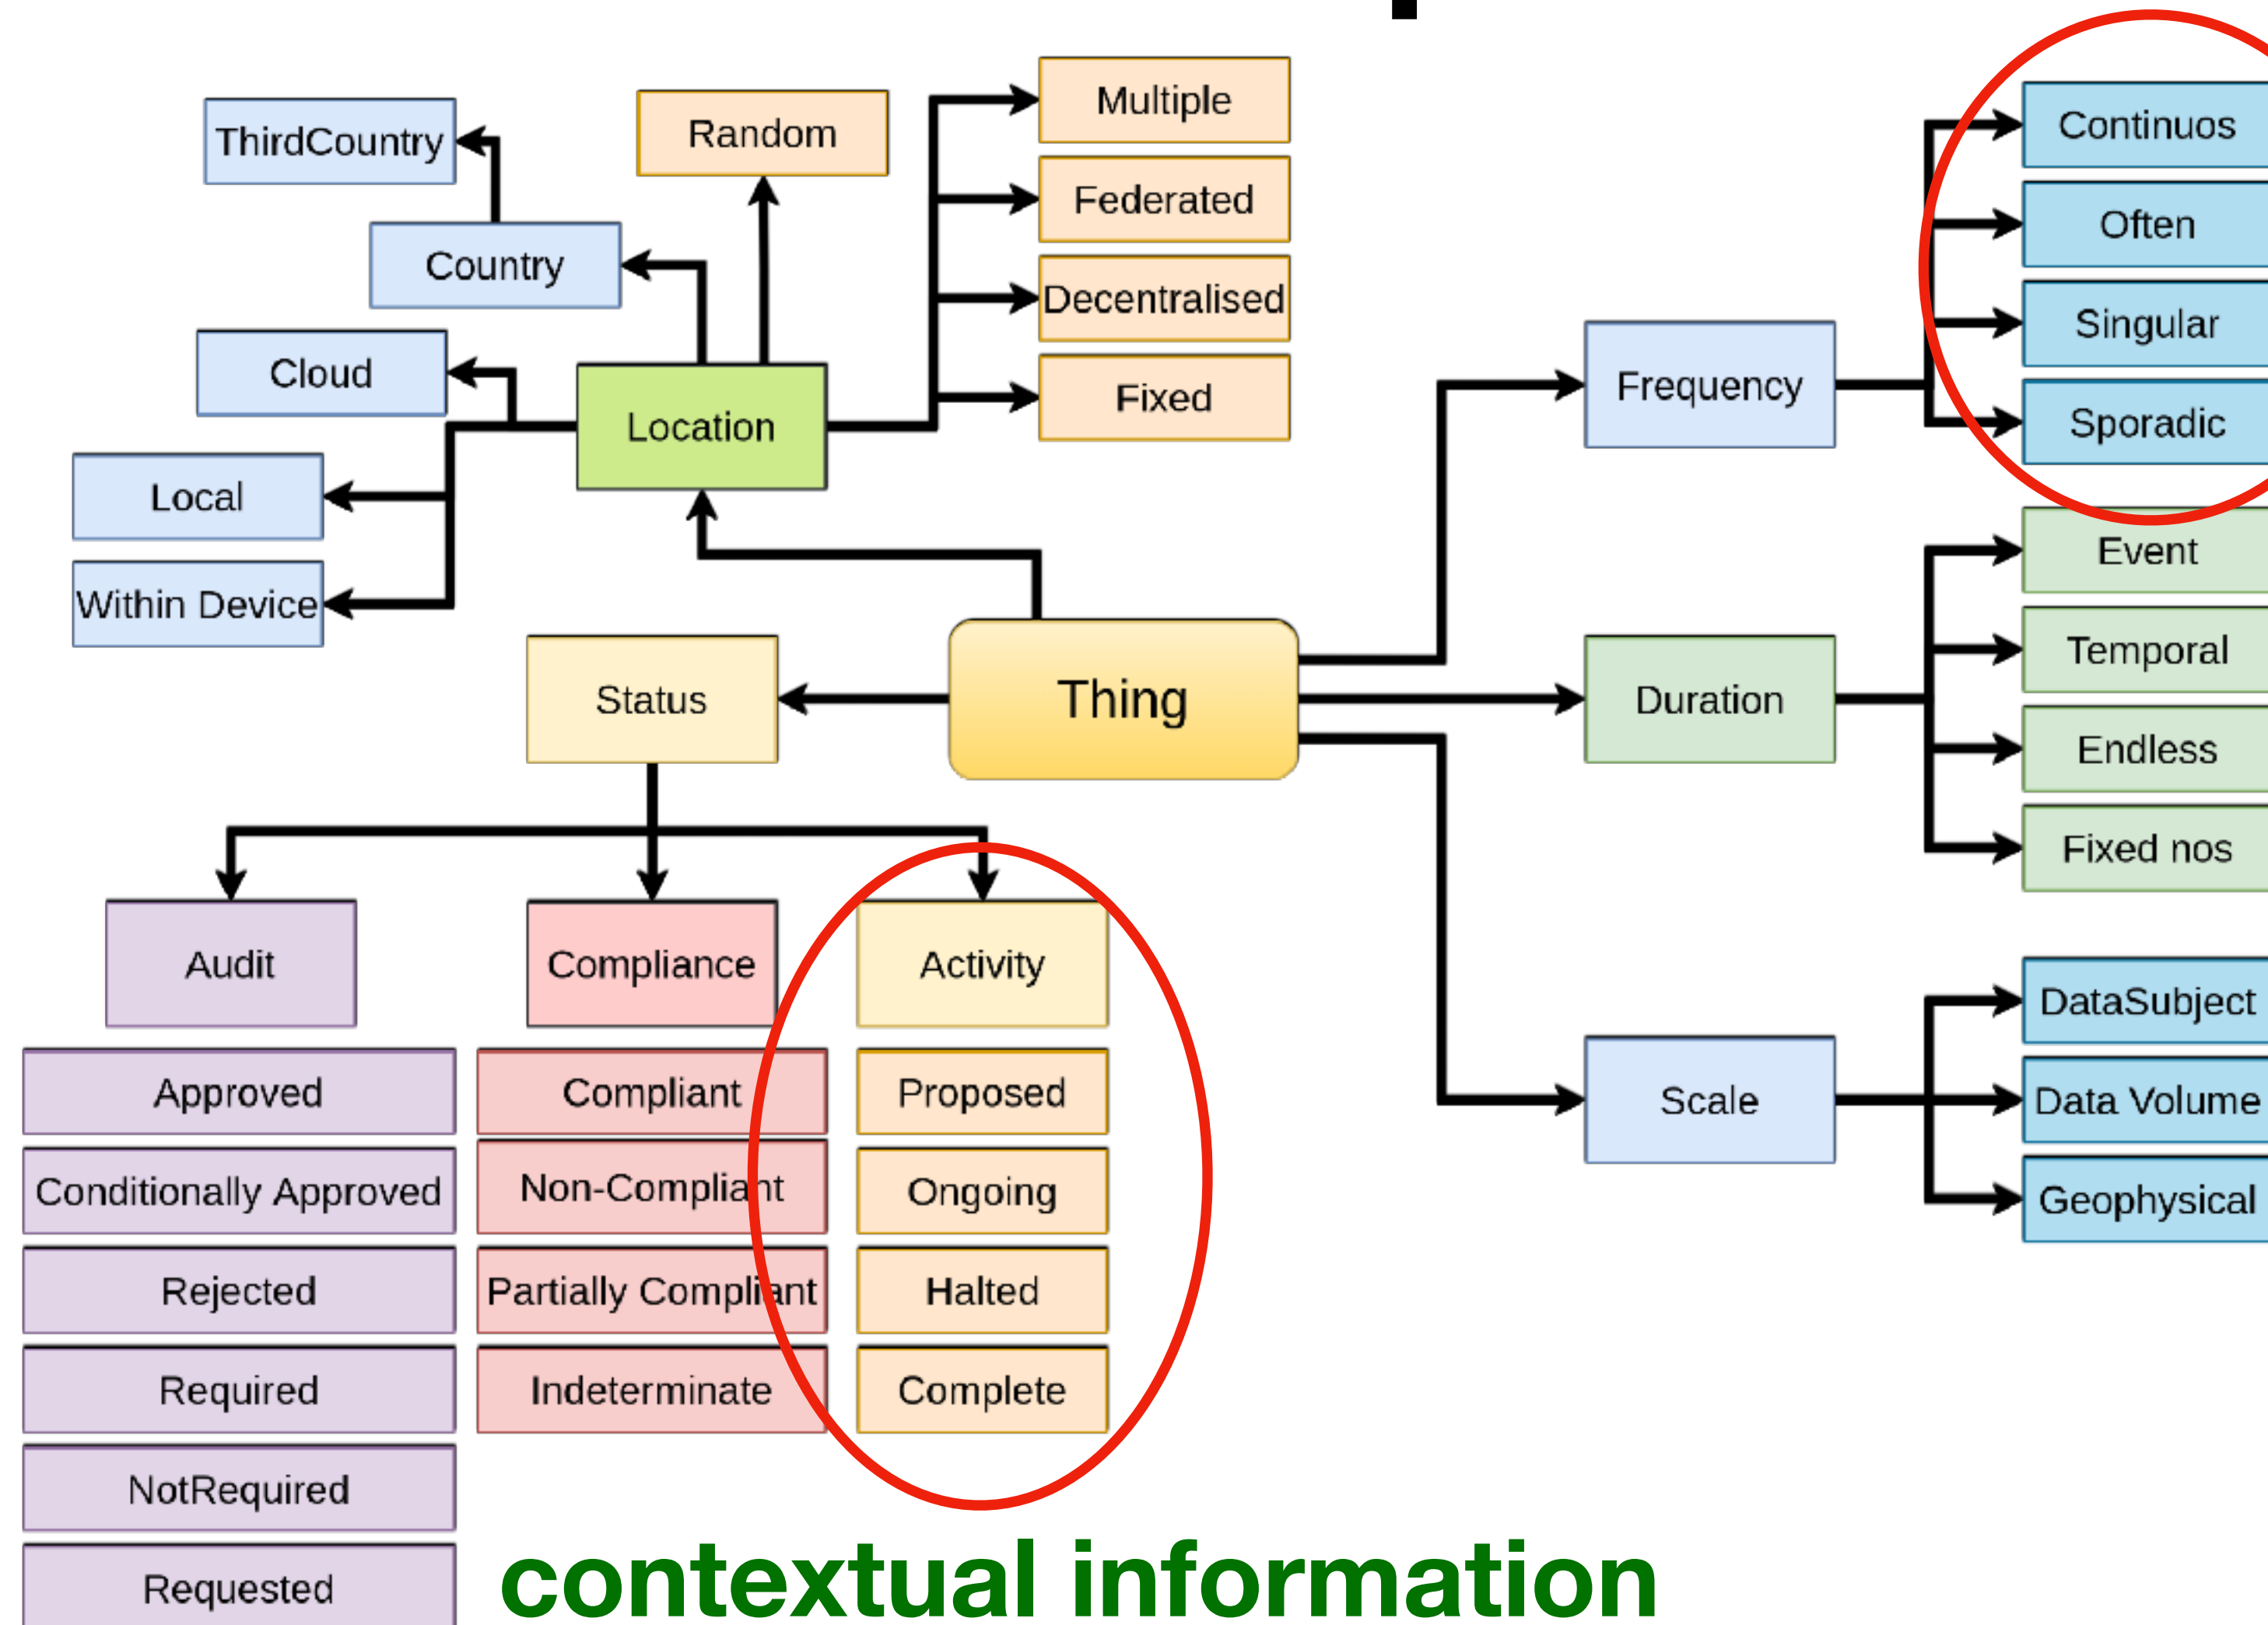 Multiple
ThirdCountry
Random
Continuos
Federated
Often
Country
Decentralised
Singular
Cloud
Frequency
Fixed
Location
Sporadic
Local
Event
Within Device
Temporal
Status
Thing
Duration
Endless
Fixed nos
Audit
Compliance
Activity
DataSubject
Approved
Compliant
Proposed
Scale
Data Volume
Conditionally Approved
Non-Compliant
Ongoing
Geophysical
Rejected
Partially Compliant
Halted
Required
Indeterminate
Complete
NotRequired
Requested
contextual information